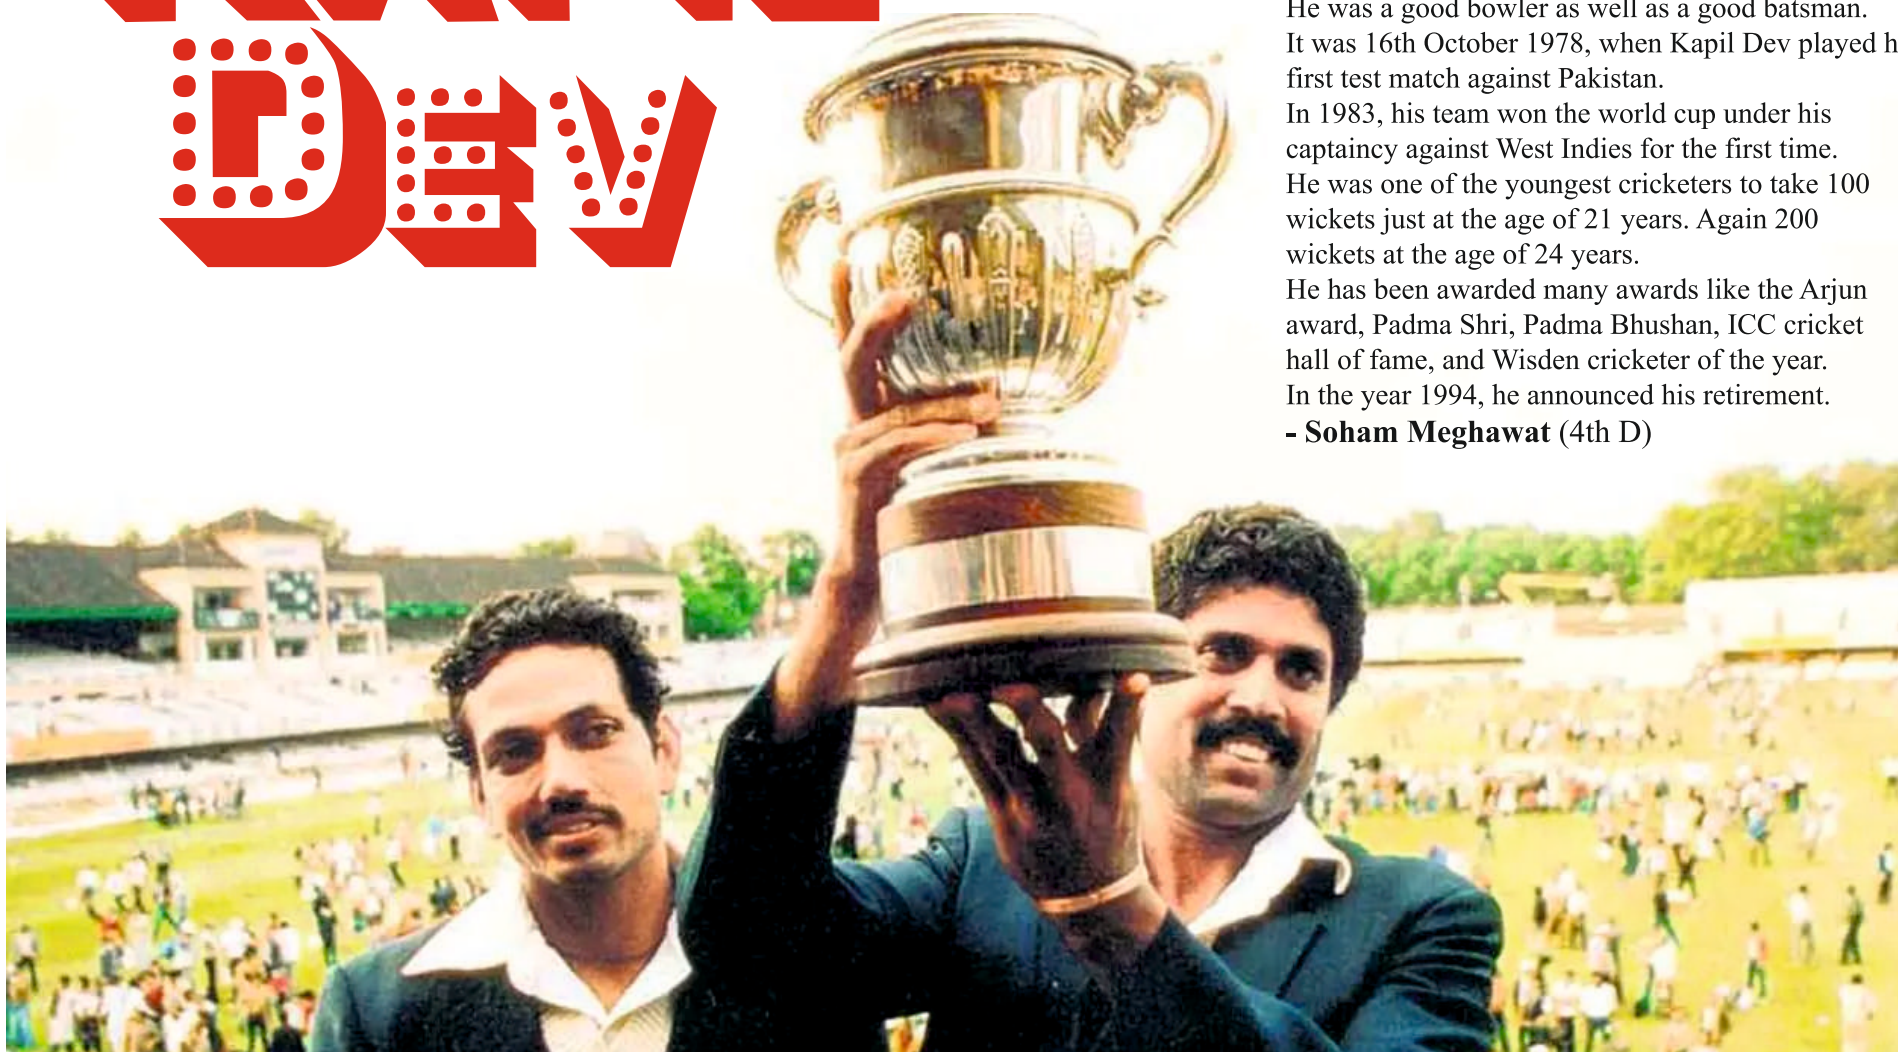 DEV
He was a good bowler as well as a good batsman.
It was 16th October 1978, when Kapil Dev played
first test match against Pakistan.
In 1983, his team won the world cup under his
captaincy against West Indies for the first time.
He was one of the youngest cricketers to take 100
wickets just at the age of 21 years. Again 200
wickets at the age of 24 years.
He has been awarded many awards like the Arjun
award, Padma Shri, Padma Bhushan, ICC cricket
hall of fame, and Wisden cricketer of the year.
In the year 1994, he announced his retirement.
- Soham Meghawat (4th D)